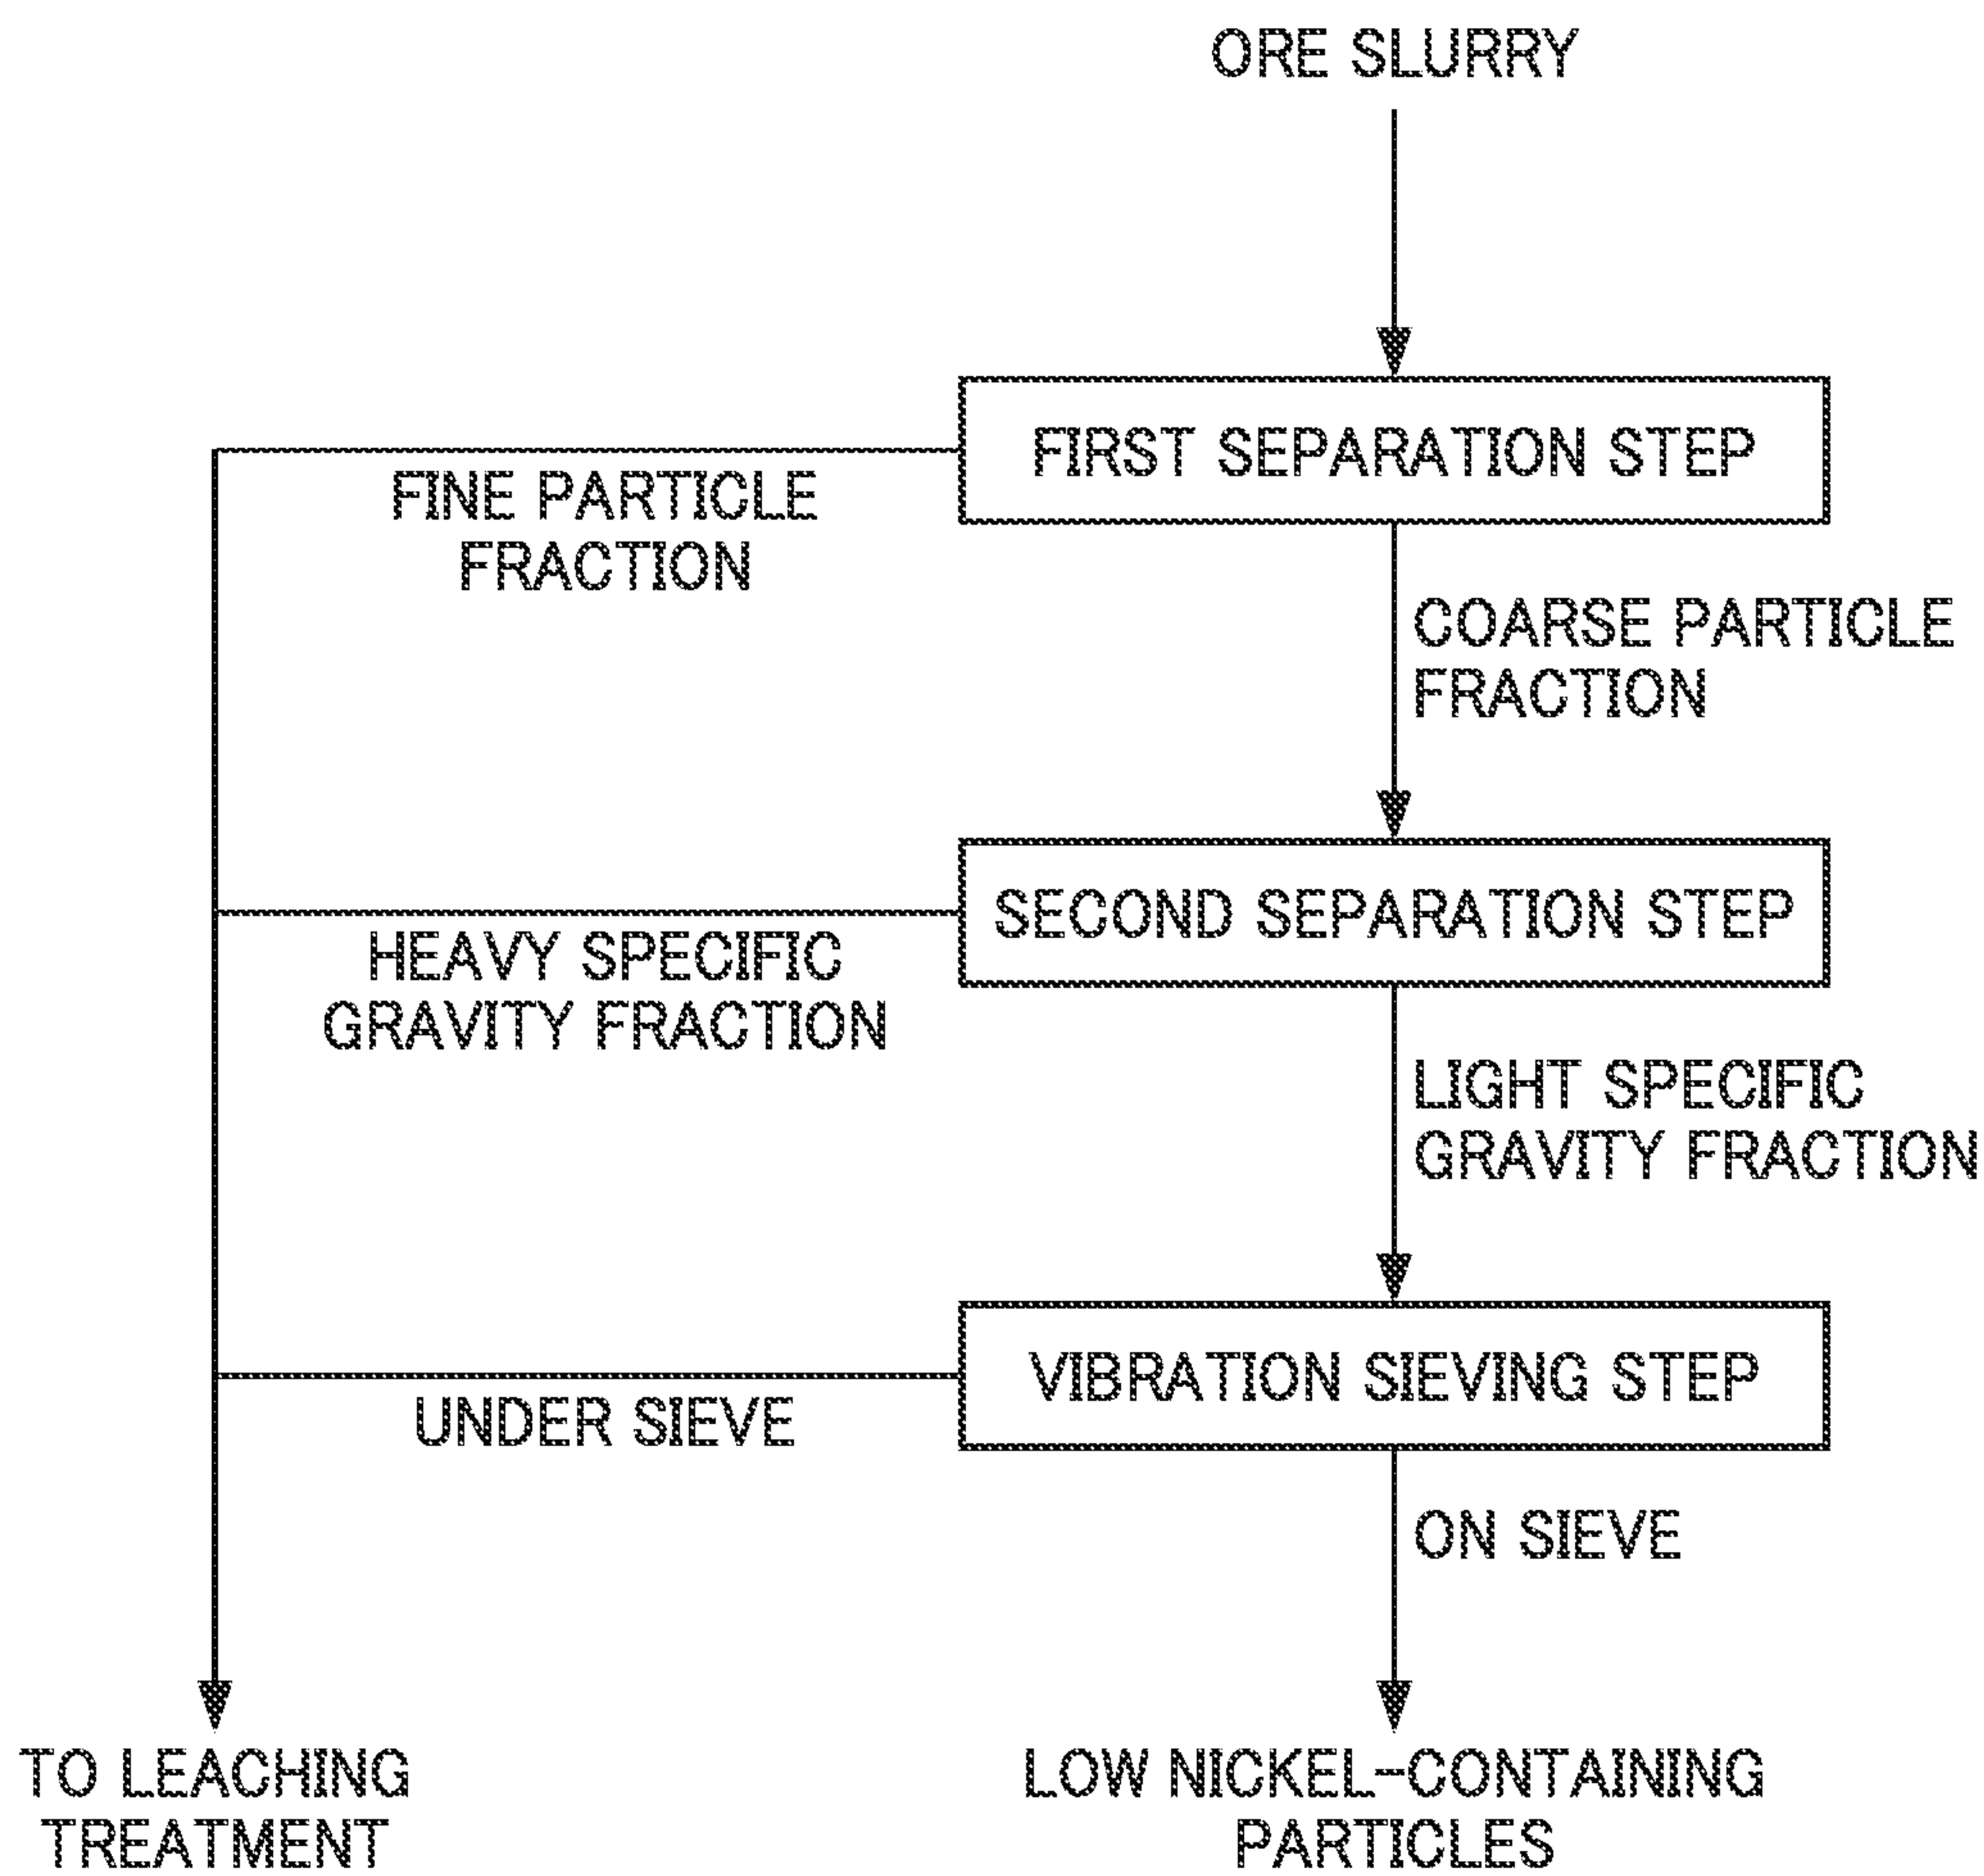 ORE SLURRY
FIRST SEPARATION STEP
FINE PARTICLE
FRACTION
COARSE PARTICLE
FRACTION
SECOND SEPARATION STEP
HEAVY SPECIFIC
GRAVITY FRACTION
LIGHT SPECIFIC
GRAVITY FRACTION
VIBRATION SIEVING STEP
UNDER SIEVE
ON SIEVE
TO LEACHING
TREATMENT
LOW NICKEL-CONTAINING
PARTICLES